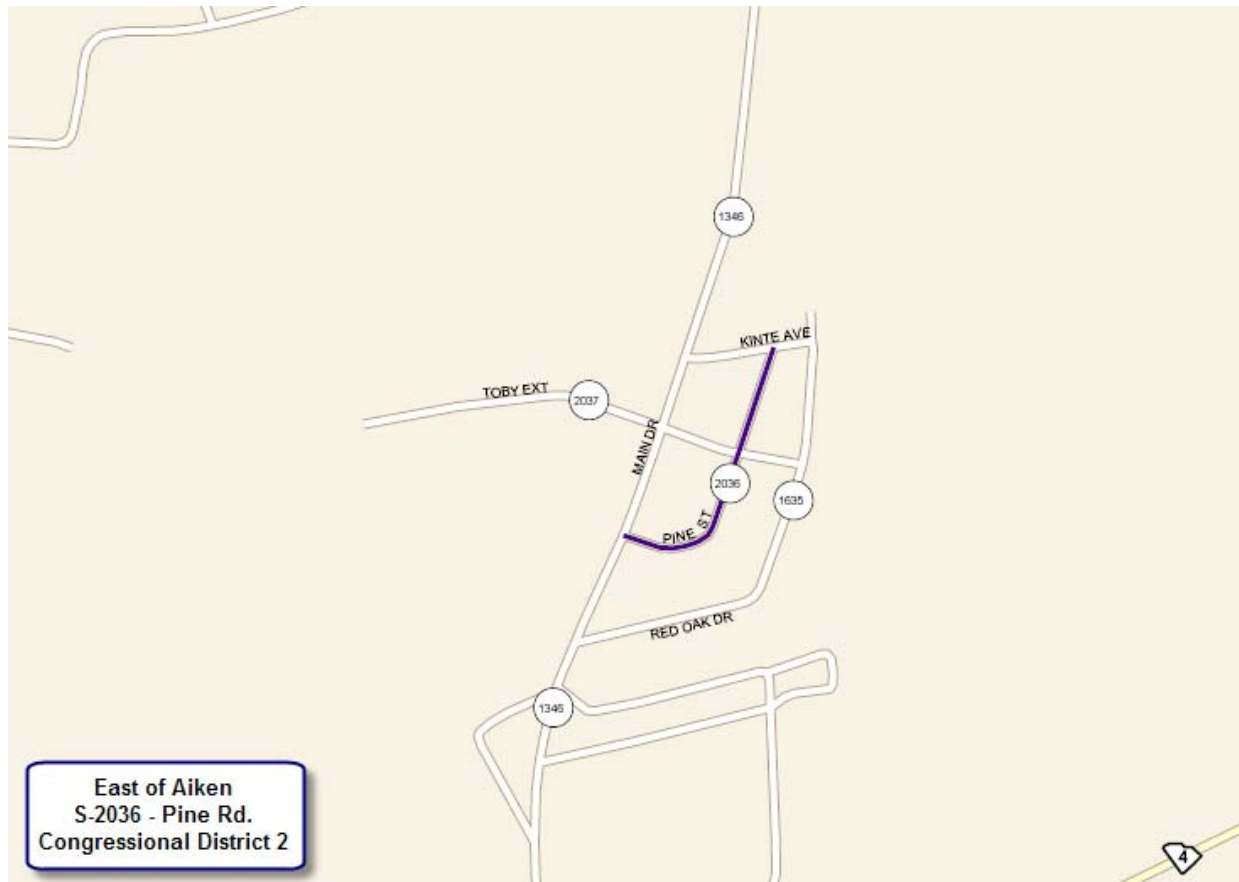 1346
KINTE AVE
TOBY EXT
2037
MAIN DR
2036
1635
PINE ST
RED OAK DR
1346
East of Aiken
S-2036 - Pine Rd.
Congressional District 2
4